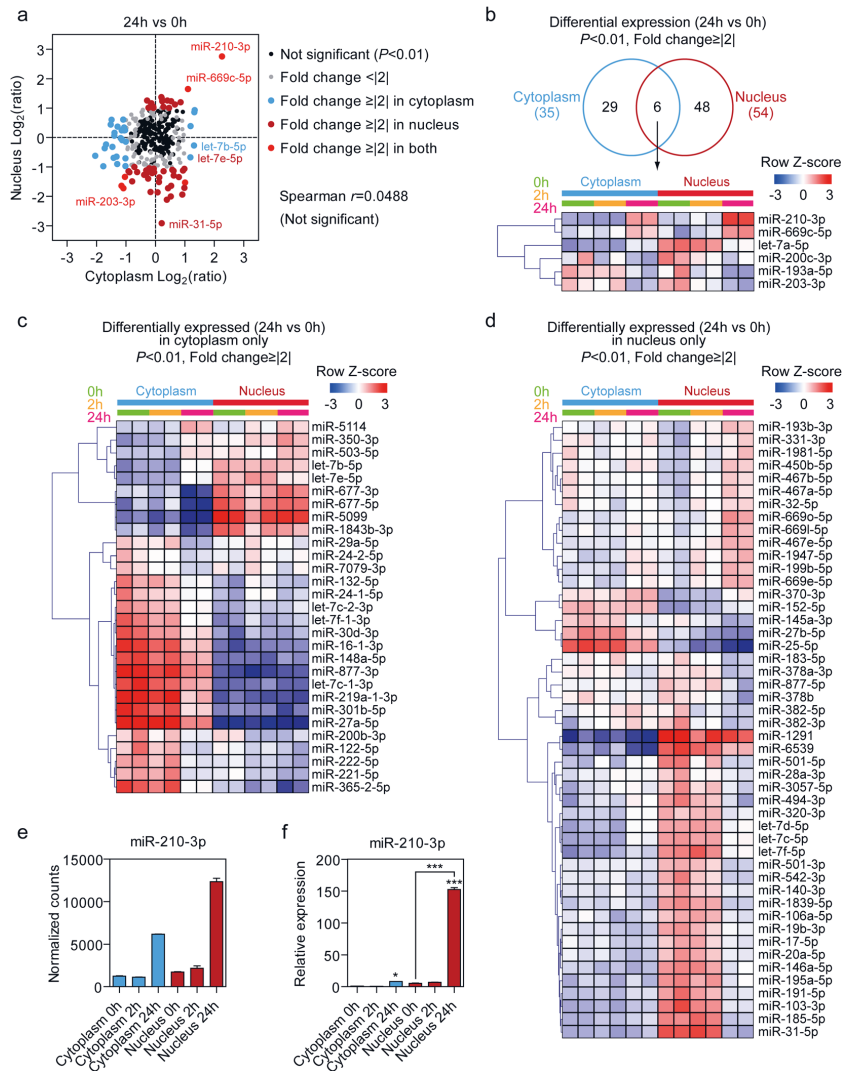 a
24h vs 0h
Nucleus Log2(ratio)
3
2
1
0
-1
-2
-3
-3 -2 -1 0 1 2 3
Cytoplasm Log2(ratio)
miR-210-3p
miR-669c-5p
let-7b-5p
let-7e-5p
miR-203-3p
miR-31-5p
Not significant (P<0.01)
Fold change <|2|
Fold change ≥|2| in cytoplasm
Fold change ≥|2| in nucleus
Fold change ≥|2| in both
Spearman r=0.0488
(Not significant)
b
Differential expression (24h vs 0h)
P<0.01, Fold change≥|2|
Cytoplasm
(35)
29
6
48
Nucleus
(54)
Row Z-score
-3 3
0h
2h
24h
Cytoplasm
Nucleus
miR-210-3p
miR-669c-5p
let-7a-5p
miR-200c-3p
miR-193a-5p
miR-203-3p
c
Differentially expressed (24h vs 0h)
in cytoplasm only
P<0.01, Fold change≥|2|
Row Z-score
-3 3
0h
2h
24h
Cytoplasm
Nucleus
miR-5114
miR-350-3p
miR-503-5p
let-7b-5p
let-7e-5p
miR-677-3p
miR-677-5p
miR-5099
miR-1843b-3p
miR-29a-5p
miR-24-2-5p
miR-7079-3p
miR-132-5p
miR-24-1-5p
let-7c-2-3p
let-7f-1-3p
miR-30d-3p
miR-16-1-3p
miR-148a-5p
miR-877-3p
let-7c-1-3p
miR-219a-1-3p
miR-301b-5p
miR-27a-5p
miR-200b-3p
miR-122-5p
miR-222-5p
miR-221-5p
miR-365-2-5p
d
Differentially expressed (24h vs 0h)
in nucleus only
P<0.01, Fold change≥|2|
Row Z-score
-3 3
0h
2h
24h
Cytoplasm
Nucleus
miR-193b-3p
miR-331-3p
miR-1981-5p
miR-450b-5p
miR-467b-5p
miR-467a-5p
miR-32-5p
miR-669o-5p
miR-669l-5p
miR-467e-5p
miR-1947-5p
miR-199b-5p
miR-669e-5p
miR-370-3p
miR-152-5p
miR-145a-3p
miR-27b-5p
miR-25-5p
miR-183-5p
miR-378a-3p
miR-877-5p
miR-378b
miR-382-5p
miR-382-3p
miR-1291
miR-6539
miR-501-5p
miR-28a-3p
miR-3057-5p
miR-494-3p
miR-320-3p
let-7d-5p
let-7c-5p
let-7f-5p
miR-501-3p
miR-542-3p
miR-140-3p
miR-1839-5p
miR-106a-5p
miR-19b-3p
miR-17-5p
miR-20a-5p
miR-146a-5p
miR-195a-5p
miR-191-5p
miR-103-3p
miR-185-5p
miR-31-5p
e
miR-210-3p
Normalized counts
15000
10000
5000
0
Cytoplasm 0h
Cytoplasm 2h
Cytoplasm 24h
Nucleus 0h
Nucleus 2h
Nucleus 24h
f
miR-210-3p
Relative expression
200
150
100
50
0
*
***
***
Cytoplasm 0h
Cytoplasm 2h
Cytoplasm 24h
Nucleus 0h
Nucleus 2h
Nucleus 24h